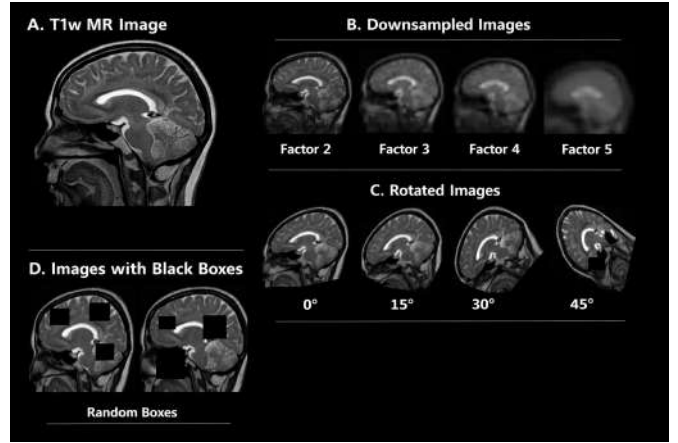 A. T1w MR Image
B. Downsampled Images
Factor 2
Factor 3
Factor 4
Factor 5
C. Rotated Images
0°
15°
30°
45°
D. Images with Black Boxes
Random Boxes